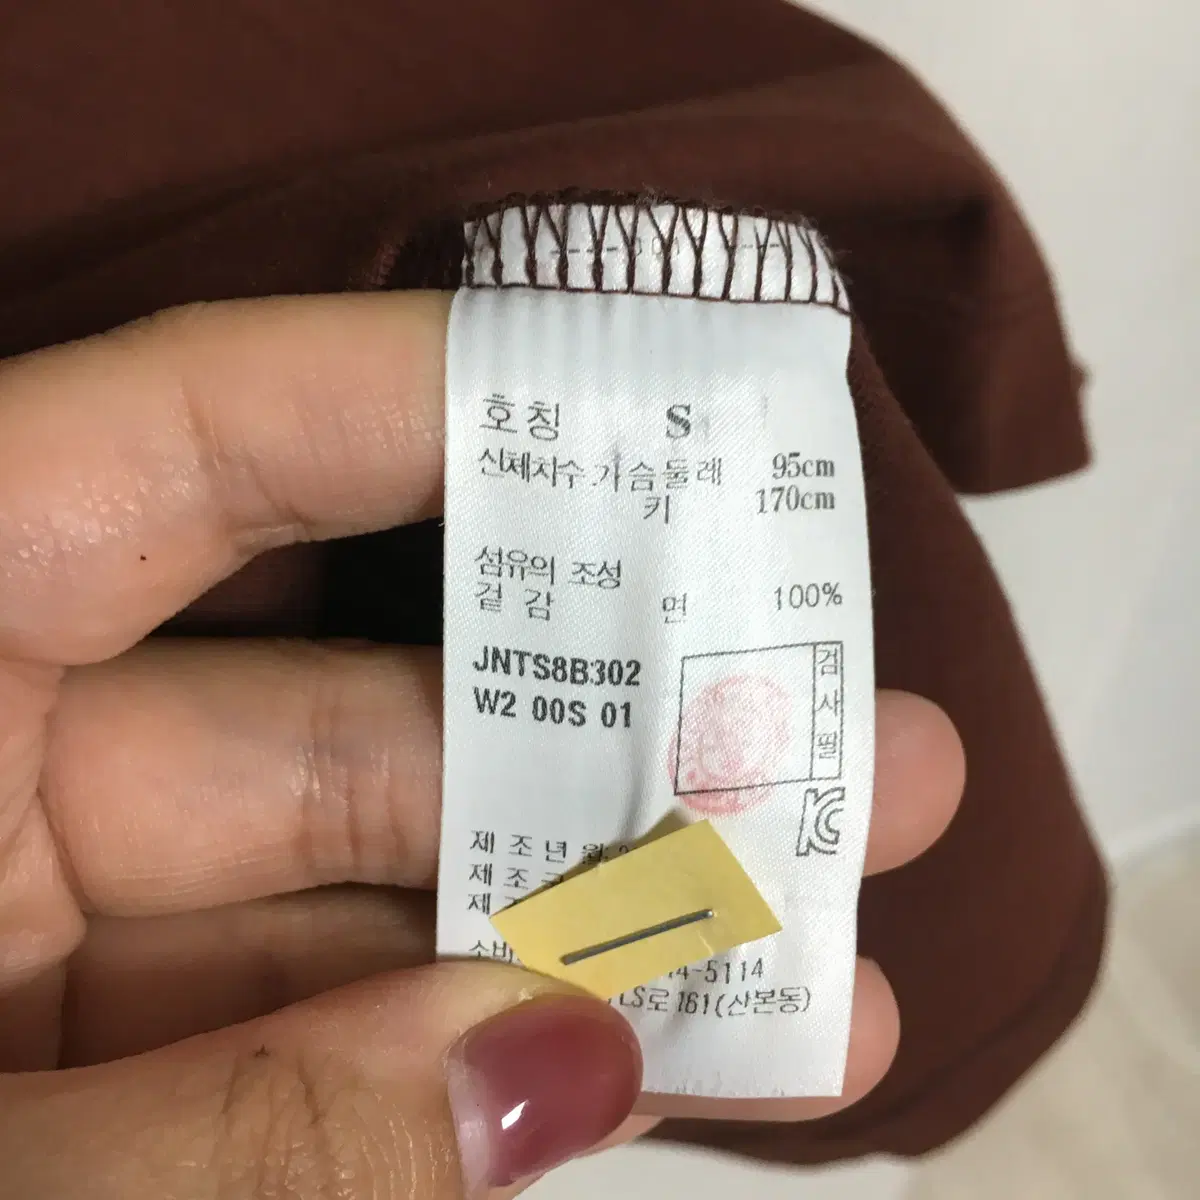 호칭 S
신체치수 가슴둘레 95cm
키 170cm
섬유의 조성
겉감 면 100%
JNTS8B302
W2 00S 01
검사필
제조년월:
제조
제
4-5114
LS로 161(산본동)